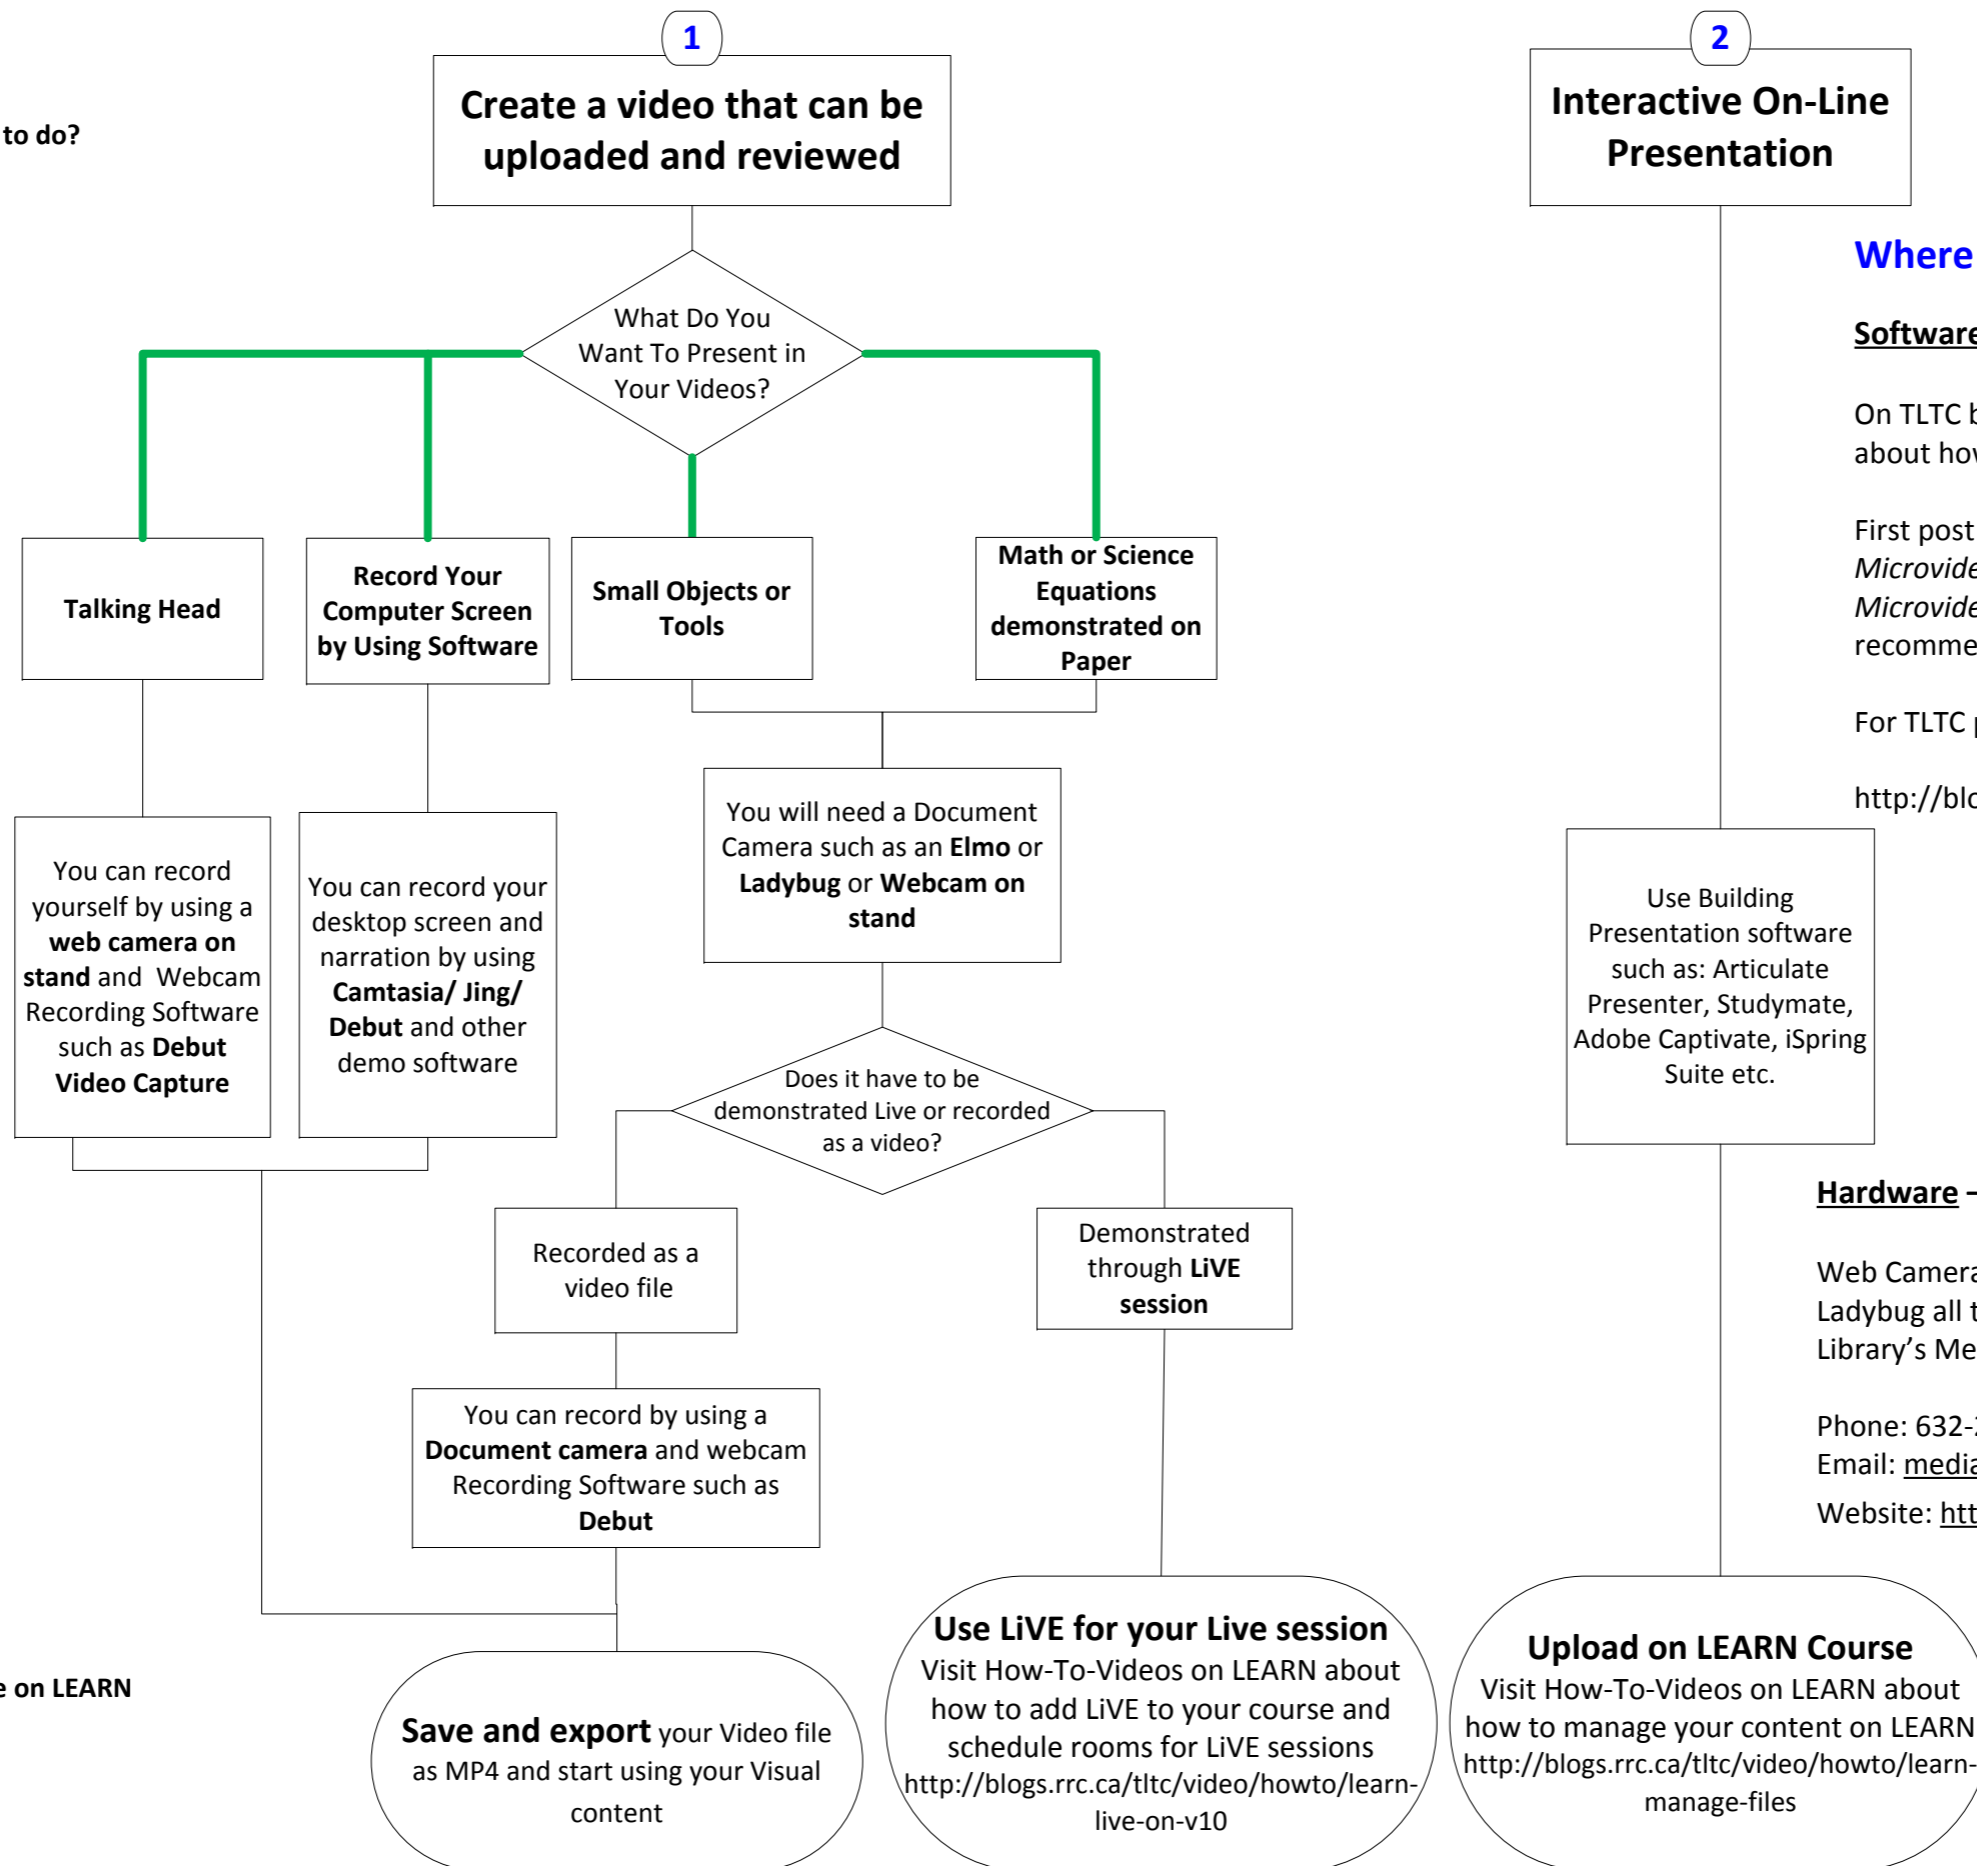 to do?
1
Create a video that can be
uploaded and reviewed
What Do You
Want To Present in
Your Videos?
Talking Head
Record Your
Computer Screen
by Using Software
Small Objects or
Tools
Math or Science
Equations
demonstrated on
Paper
You can record
yourself by using a
web camera on
stand and Webcam
Recording Software
such as Debut
Video Capture
You can record your
desktop screen and
narration by using
Camtasia/ Jing/
Debut and other
demo software
You will need a Document
Camera such as an Elmo or
Ladybug or Webcam on
stand
Does it have to be
demonstrated Live or recorded
as a video?
Recorded as a
video file
Demonstrated
through LiVE
session
You can record by using a
Document camera and webcam
Recording Software such as
Debut
on LEARN
Save and export your Video file
as MP4 and start using your Visual
content
Use LiVE for your Live session
Visit How-To-Videos on LEARN about
how to add LiVE to your course and
schedule rooms for LiVE sessions
http://blogs.rrc.ca/tltc/video/howto/learn-
live-on-v10
2
Interactive On-Line
Presentation
Where
Software
On TLTC
about
First post
recomme
For TLTC
http://blo
Use Building
Presentation software
such as: Articulate
Presenter, Studymate,
Adobe Captivate, iSpring
Suite etc.
Hardware –
Web Camera
Ladybug all
Library's Me
Phone: 632-
Email: media
Website: htt
Upload on LEARN Course
Visit How-To-Videos on LEARN about
how to manage your content on LEARN
http://blogs.rrc.ca/tltc/video/howto/learn-
manage-files